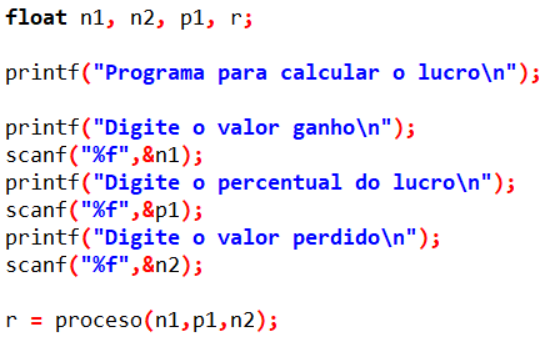 float n1, n2, p1, r;
printf("Programa para calcular o lucro\n");
printf("Digite o valor ganho\n");
scanf("%f",&n1);
printf("Digite o percentual do lucro\n");
scanf("%f",&p1);
printf("Digite o valor perdido\n");
scanf("%f",&n2);
r = proceso(n1,p1,n2);